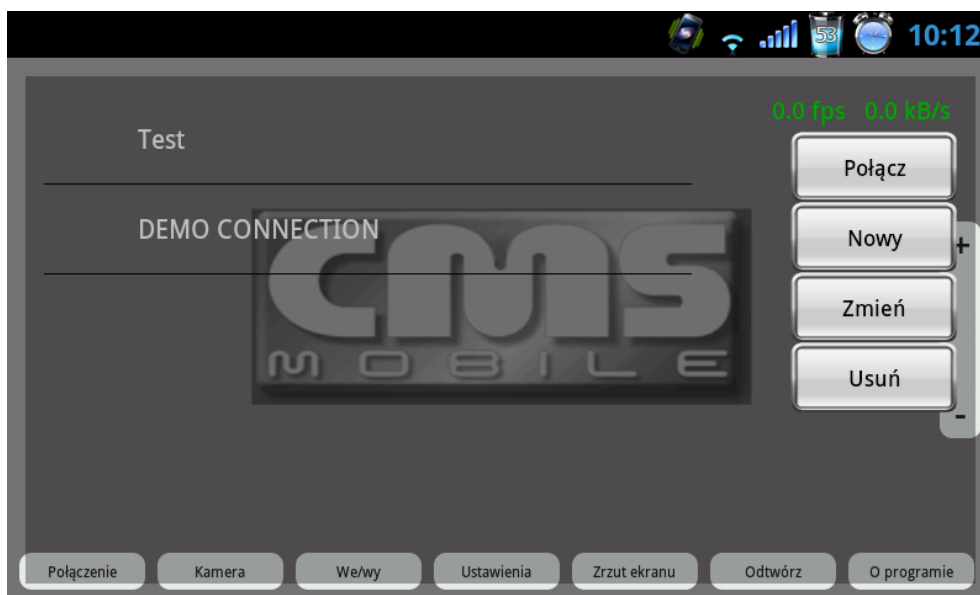 53 10:12
0.0 fps 0.0 kB/s
Test
Połącz
DEMO CONNECTION
Nowy
+
CMS
Zmień
MOBILE
Usuń
-
Połączenie Kamera We/wy Ustawienia Zrzut ekranu Odtwórz O programie